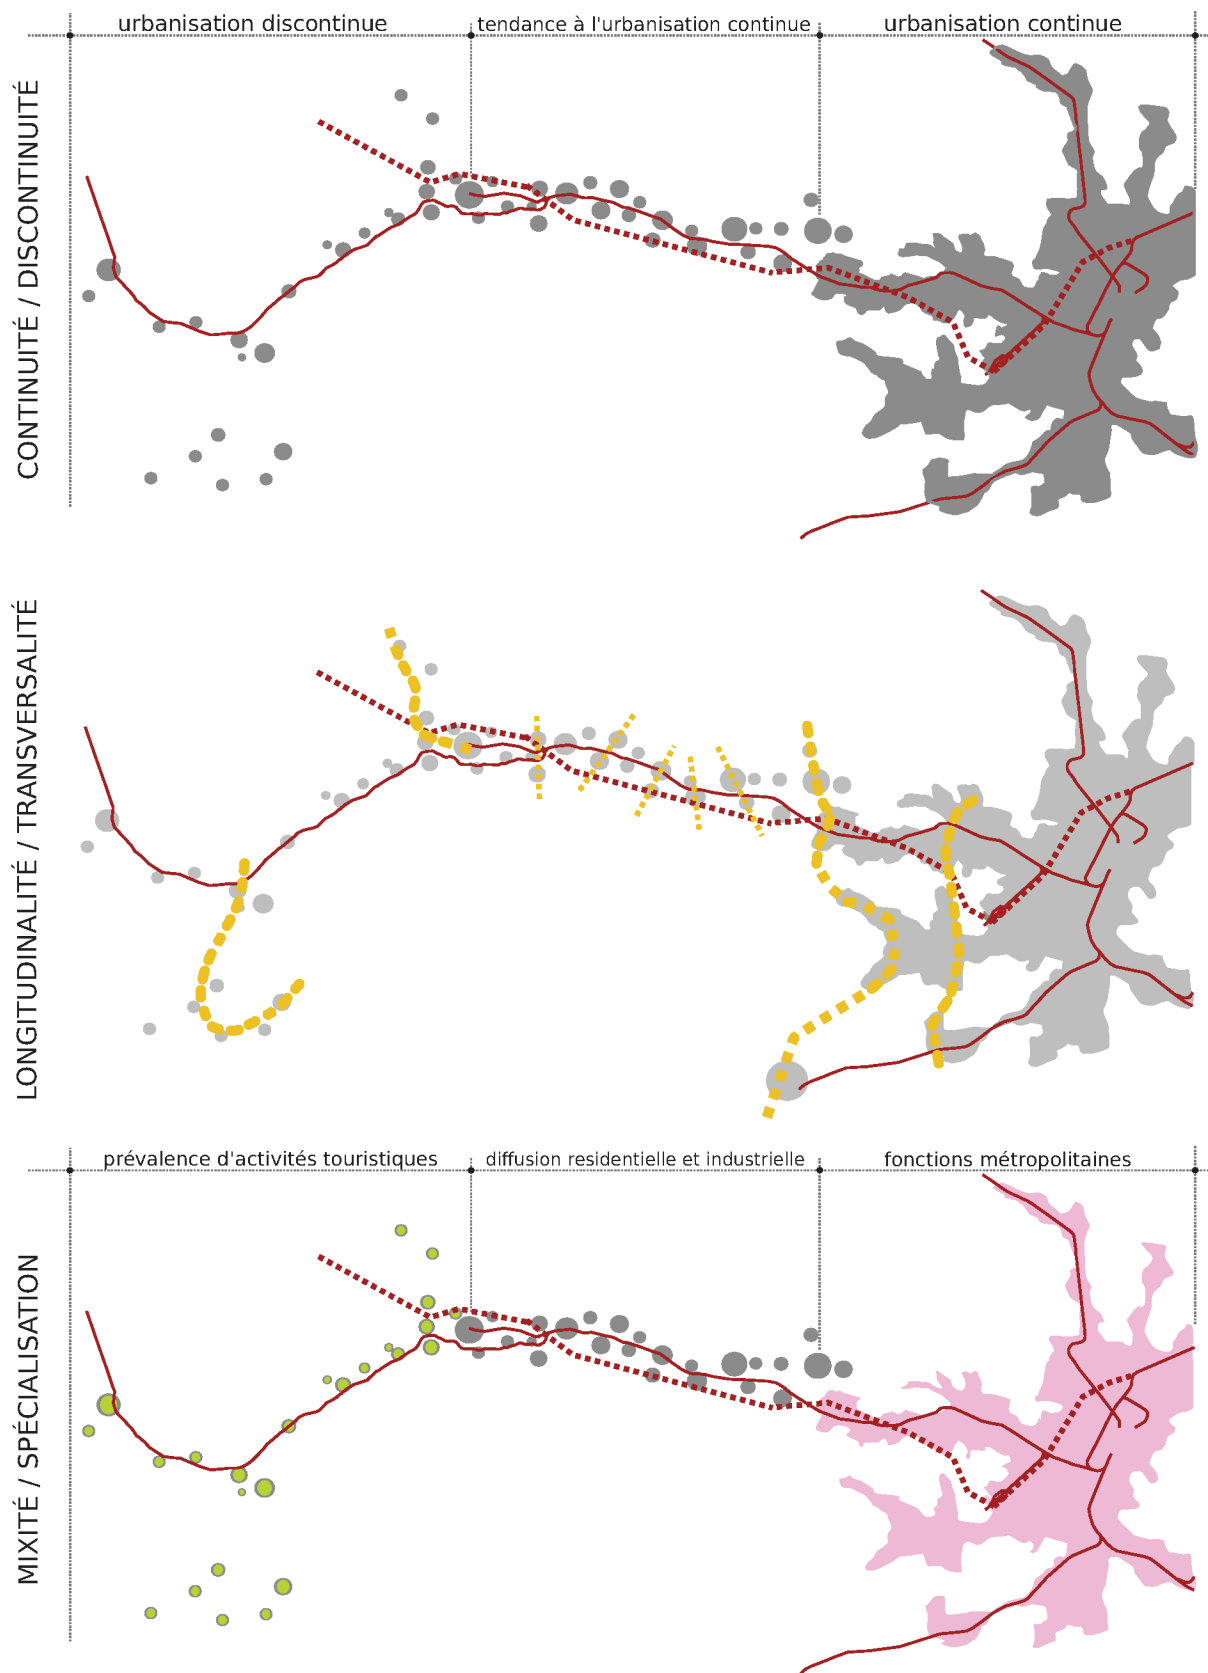 urbanisation discontinue
tendance à l'urbanisation continue
urbanisation continue
CONTINUITÉ / DISCONTINUITÉ
LONGITUDINALITÉ / TRANSVERSALITÉ
prévalence d'activités touristiques
diffusion residentielle et industrielle
fonctions métropolitaines
MIXITÉ / SPÉCIALISATION